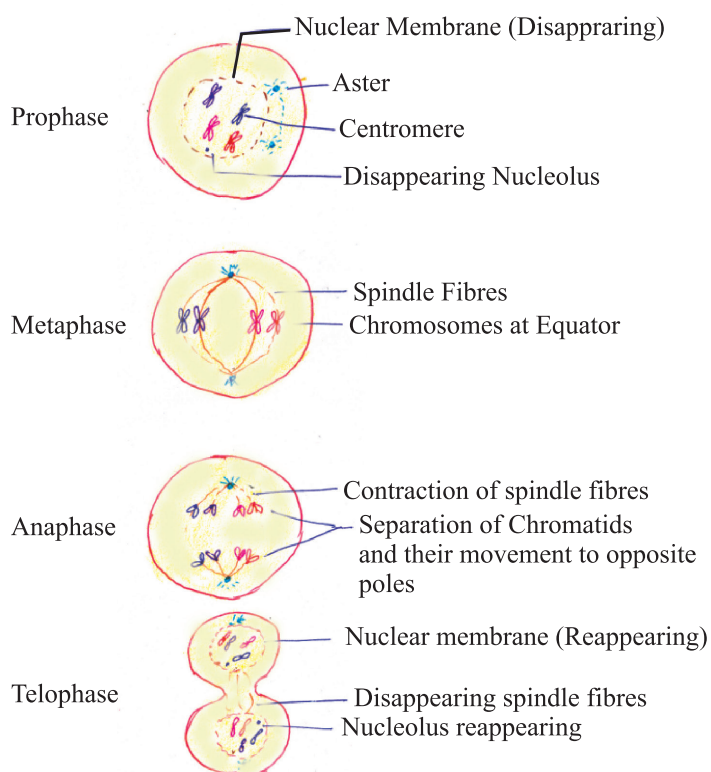 Nuclear Membrane (Disappraring)
Aster
Prophase
Centromere
Disappearing Nucleolus
Spindle Fibres
Metaphase
Chromosomes at Equator
Contraction of spindle fibres
Anaphase
Separation of Chromatids
and their movement to opposite
poles
Nuclear membrane (Reappearing)
Telophase
Disappearing spindle fibres
Nucleolus reappearing